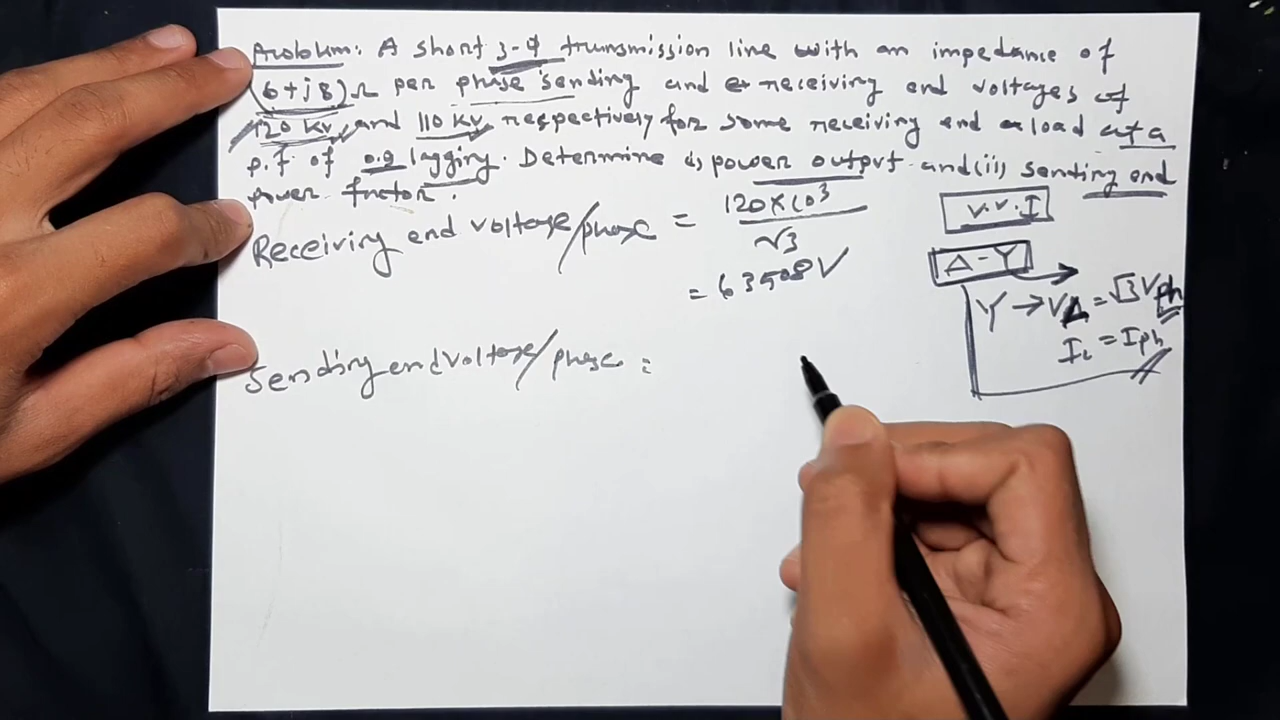 Problem: A short 3-φ transmission line with an impedance of
(6+j8)Ω per phase sending and receiving end voltages of
120 kv and 110 kv respectively for some receiving end load at a
p.f of 0.9 lagging. Determine (i) power output and (ii) sending end
power factor.
Receiving end voltage/phase = 120×10³/√3
= 63508V
V.V.I
Δ-Y
Y → V = √3 Vph
IL = Iph
Sending end voltage/phase =